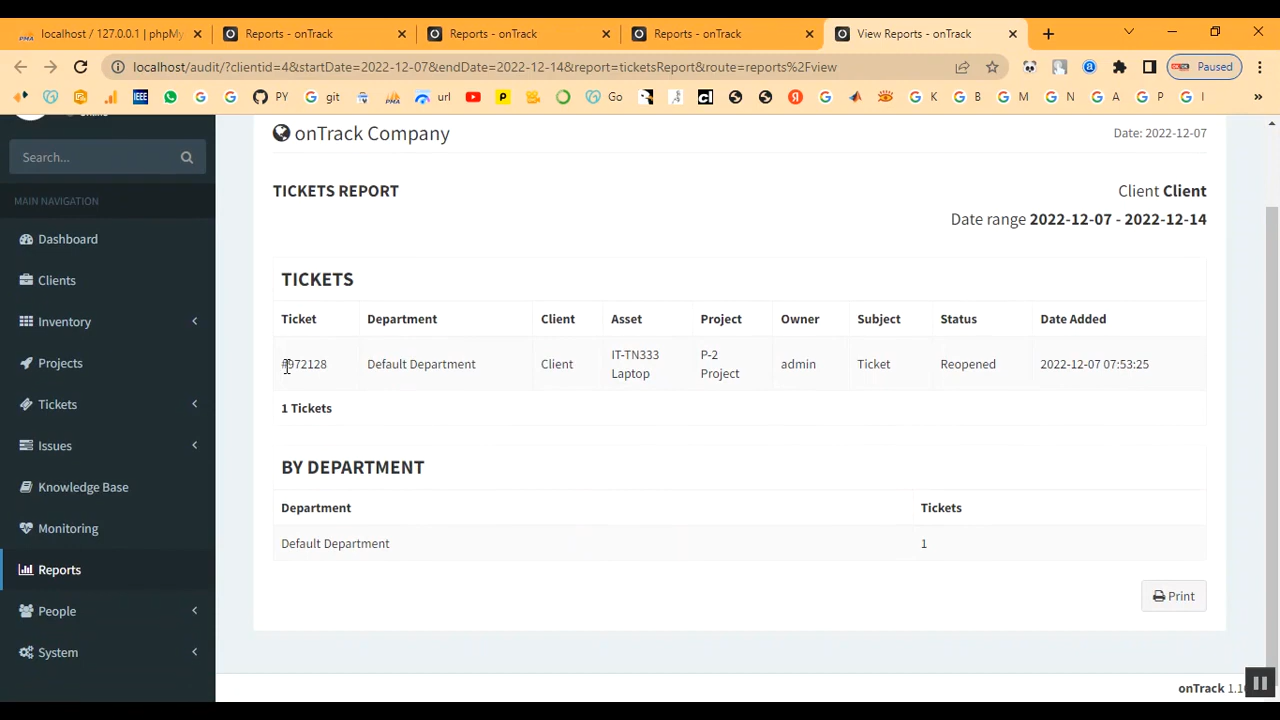 localhost / 127.0.0.1 | phpMy
Reports - onTrack
Reports - onTrack
Reports - onTrack
View Reports - onTrack
localhost/audit/?clientid=4&startDate=2022-12-07&endDate=2022-12-14&report=ticketsReport&route=reports%2Fview
Paused
IEEE PY git url Go K B M N A P I »
onTrack Company
Date: 2022-12-07
Search...
TICKETS REPORT
Client Client
MAIN NAVIGATION
Date range 2022-12-07 - 2022-12-14
Dashboard
Clients
Inventory
Projects
Tickets
Issues
Knowledge Base
Monitoring
Reports
People
System
TICKETS
Ticket Department Client Asset Project Owner Subject Status Date Added
#972128 Default Department Client IT-TN333 Laptop P-2 Project admin Ticket Reopened 2022-12-07 07:53:25
1 Tickets
BY DEPARTMENT
Department Tickets
Default Department 1
Print
onTrack